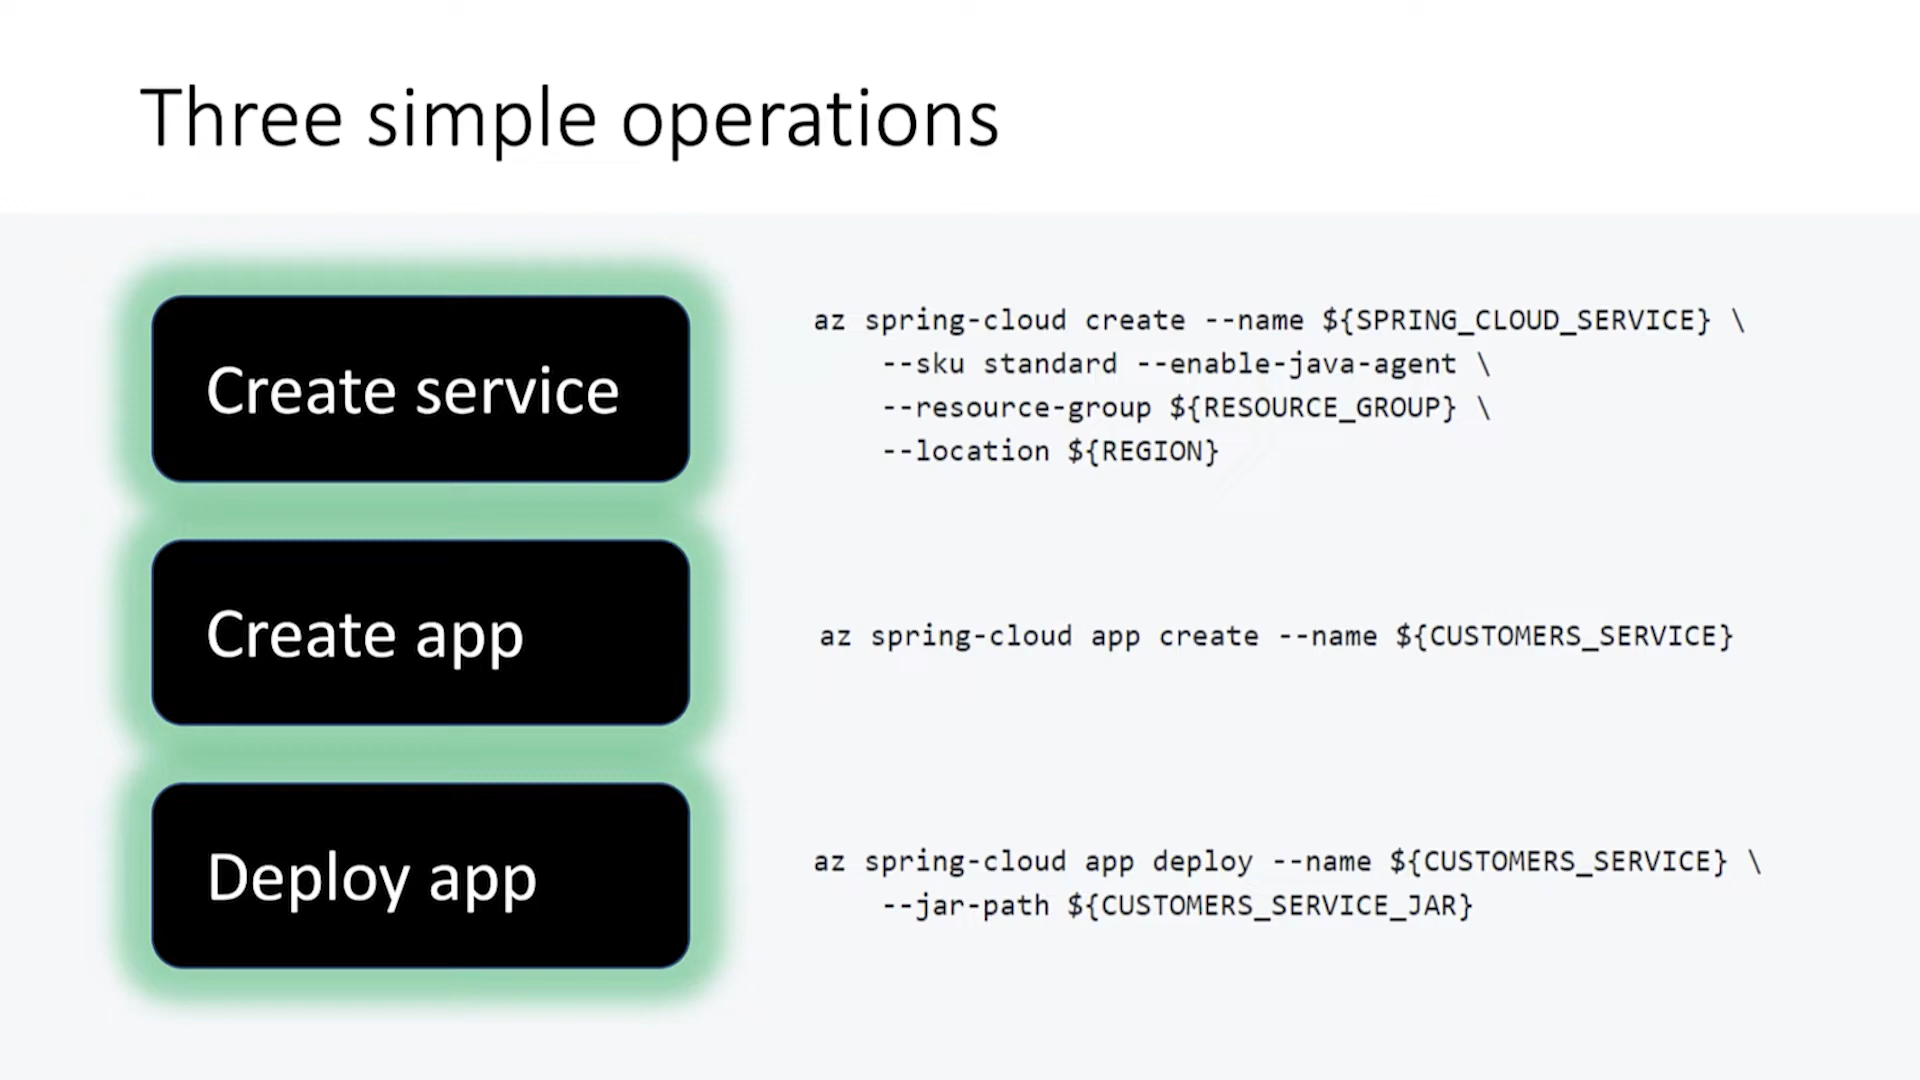 Three simple operations
Create service
az spring-cloud create --name ${SPRING_CLOUD_SERVICE} \
--sku standard --enable-java-agent \
--resource-group ${RESOURCE_GROUP} \
--location ${REGION}
Create app
az spring-cloud app create --name ${CUSTOMERS_SERVICE}
Deploy app
az spring-cloud app deploy --name ${CUSTOMERS_SERVICE} \
--jar-path ${CUSTOMERS_SERVICE_JAR}